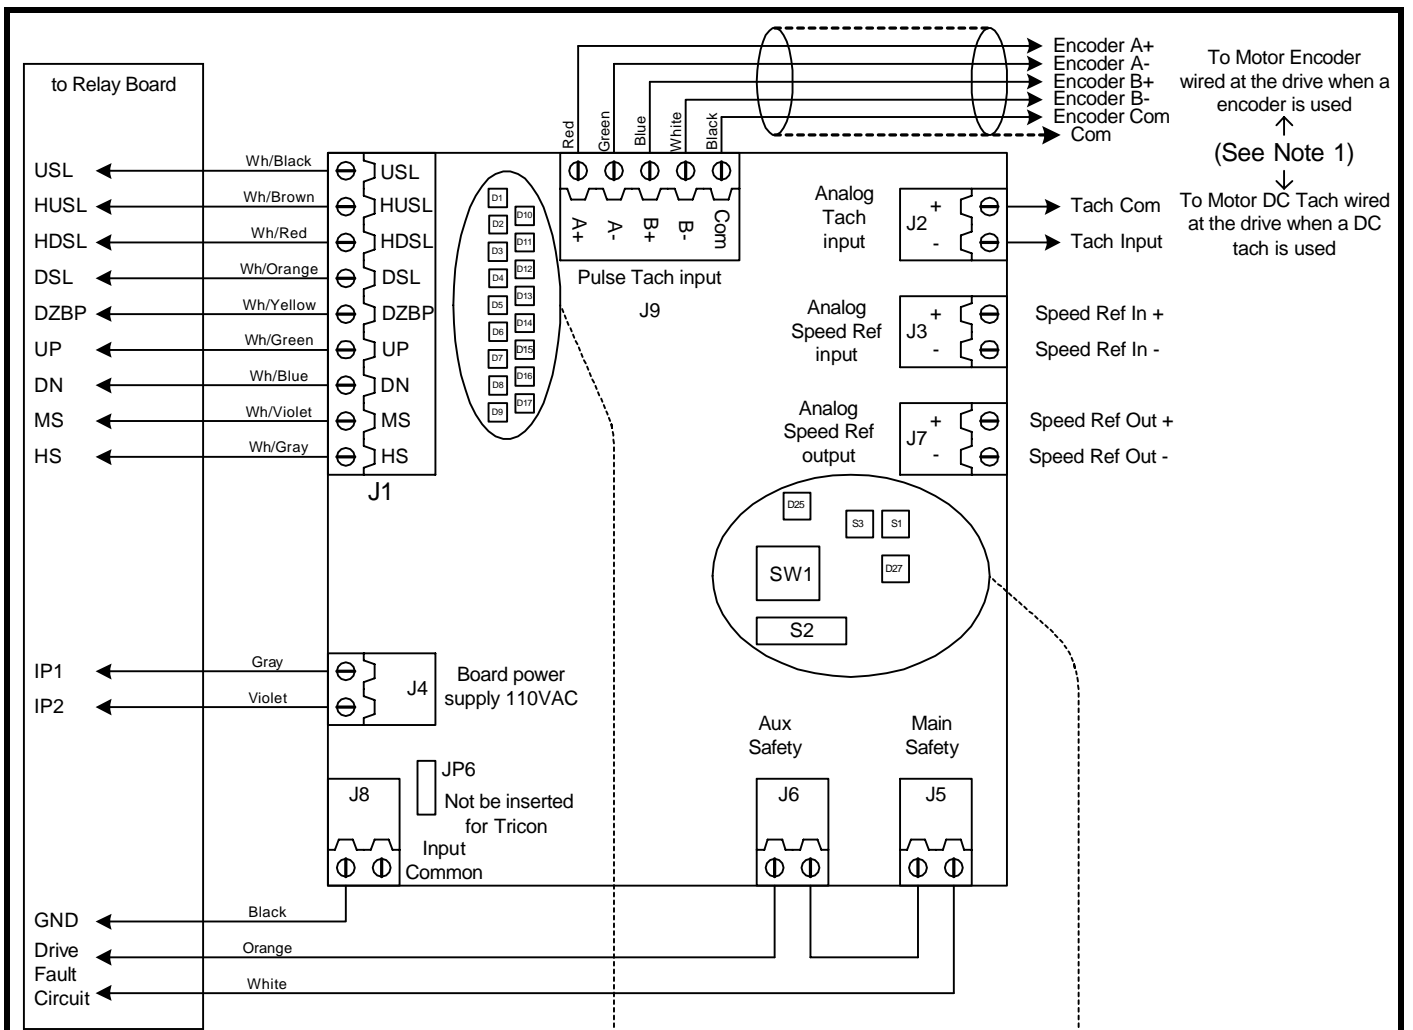 to Relay Board
USL
HUSL
HDSL
DSL
DZBP
UP
DN
MS
HS
IP1
IP2
GND
Drive
Fault
Circuit
Wh/Black
Wh/Brown
Wh/Red
Wh/Orange
Wh/Yellow
Wh/Green
Wh/Blue
Wh/Violet
Wh/Gray
Gray
Violet
Black
Orange
White
USL
HUSL
HDSL
DSL
DZBP
UP
DN
MS
HS
J1
D1
D2
D3
D4
D5
D6
D7
D8
D9
D10
D11
D12
D13
D14
D15
D16
D17
Red
Green
Blue
White
Black
A+
A-
B+
B-
Com
Pulse Tach input
J9
Encoder A+
Encoder A-
Encoder B+
Encoder B-
Encoder Com
Com
To Motor Encoder
wired at the drive when a
encoder is used
(See Note 1)
To Motor DC Tach wired
at the drive when a DC
tach is used
Analog
Tach
input
J2
+
-
Tach Com
Tach Input
Analog
Speed Ref
input
J3
+
-
Speed Ref In +
Speed Ref In -
Analog
Speed Ref
output
J7
+
-
Speed Ref Out +
Speed Ref Out -
D25
S3
S1
SW1
D27
S2
J4
Board power
supply 110VAC
J8
JP6
Not be inserted
for Tricon
Input
Common
Aux
Safety
J6
Main
Safety
J5